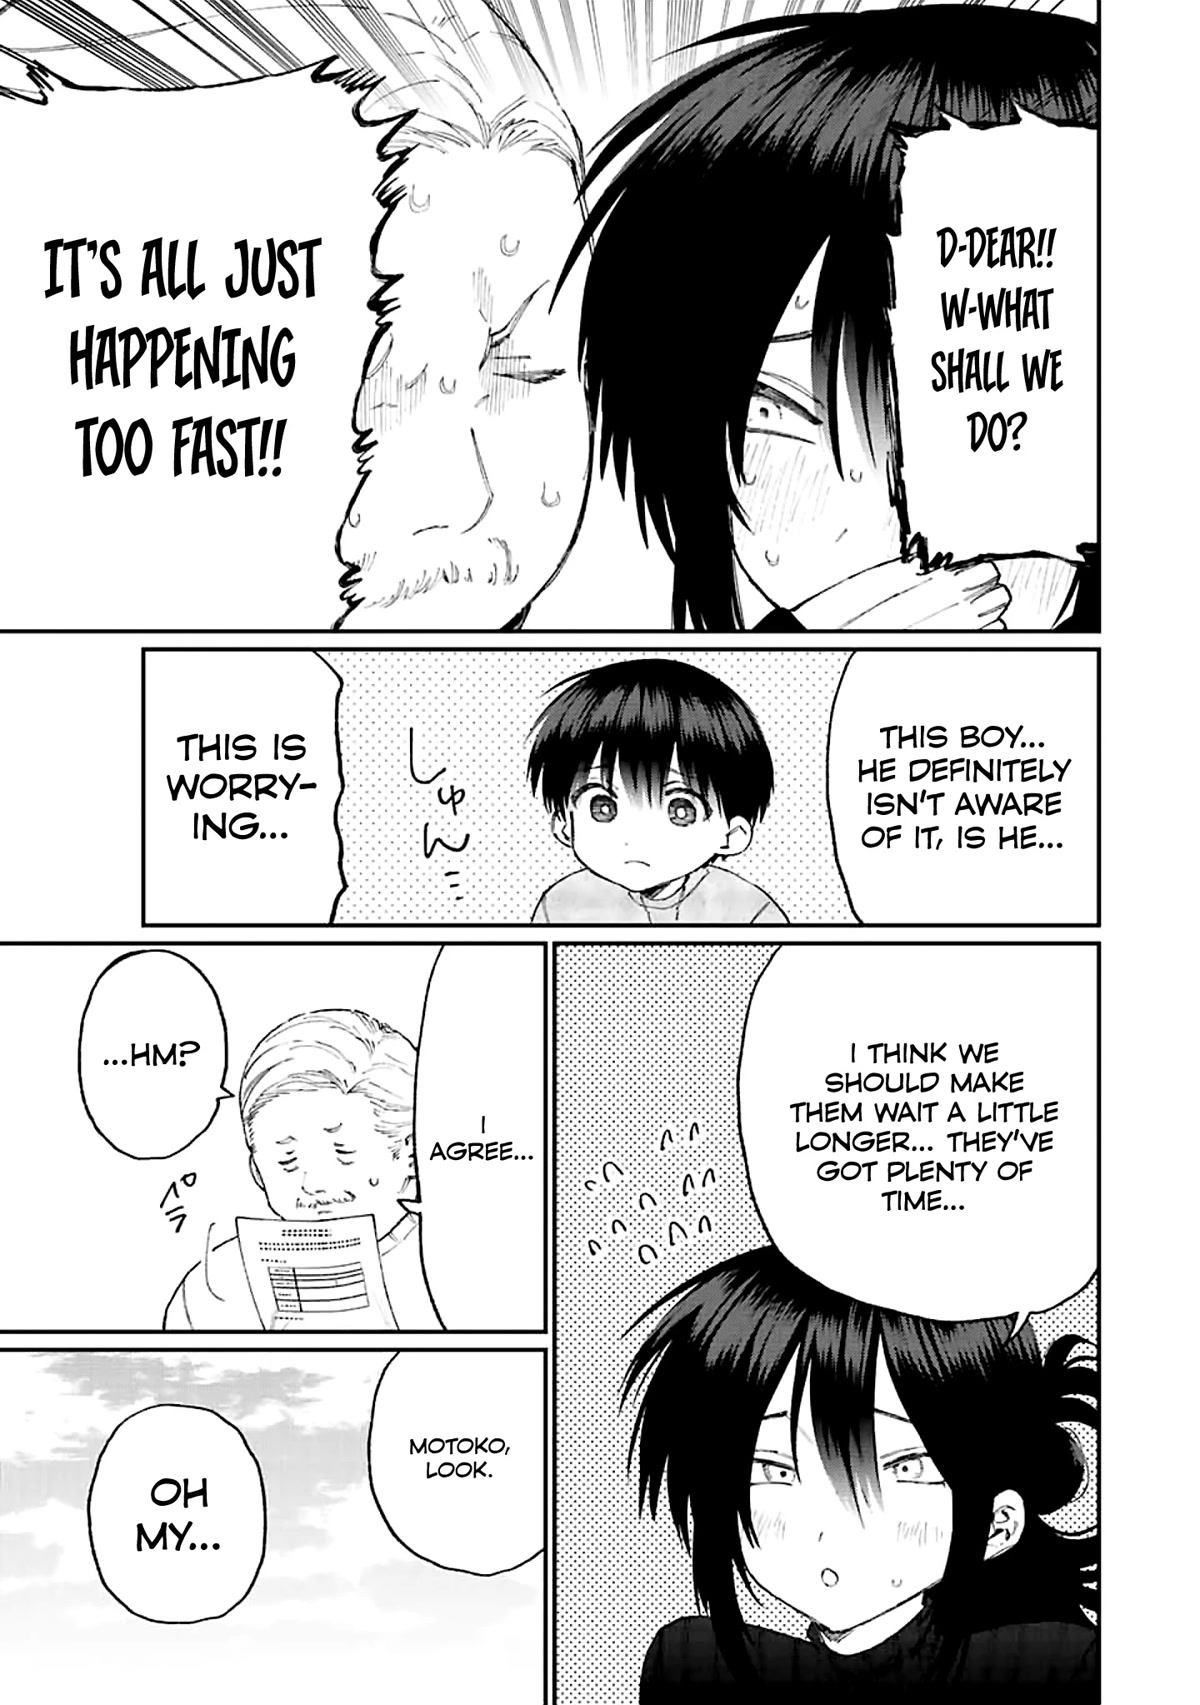 D-DEAR!!
W-WHAT
SHALL WE
DO?
IT'S ALL JUST
HAPPENING
TOO FAST!!
THIS BOY...
HE DEFINITELY
ISN'T AWARE
OF IT, IS HE...
しゅん…
THIS IS
WORRY-
ING...
I THINK WE
SHOULD MAKE
THEM WAIT A LITTLE
LONGER... THEY'VE
GOT PLENTY OF
TIME...
I
AGREE...
...HM?
MOTOKO,
LOOK.
OH
MY...